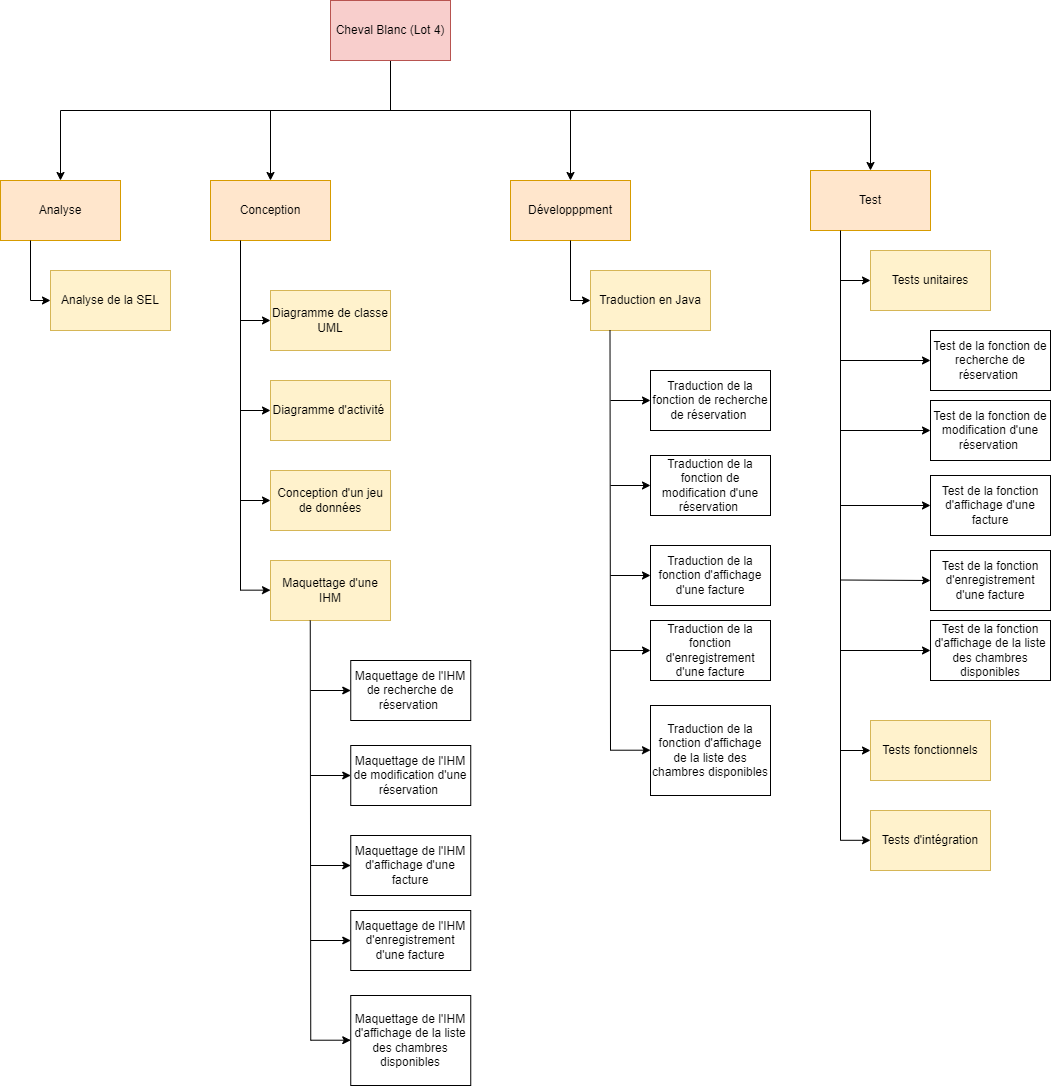 Cheval Blanc (Lot 4)
Analyse
Analyse de la SEL
Conception
Diagramme de classe
UML
Diagramme d'activité
Conception d'un jeu
de données
Maquettage d'une
IHM
Maquettage de l'IHM
de recherche de
réservation
Maquettage de l'IHM
de modification d'une
réservation
Maquettage de l'IHM
d'affichage d'une
facture
Maquettage de l'IHM
d'enregistrement
d'une facture
Maquettage de l'IHM
d'affichage de la liste
des chambres
disponibles
Développpment
Traduction en Java
Traduction de la
fonction de recherche
de réservation
Traduction de la
fonction de
modification d'une
réservation
Traduction de la
fonction d'affichage
d'une facture
Traduction de la
fonction
d'enregistrement
d'une facture
Traduction de la
fonction d'affichage
de la liste des
chambres disponibles
Test
Tests unitaires
Test de la fonction de
recherche de
réservation
Test de la fonction de
modification d'une
réservation
Test de la fonction
d'affichage d'une
facture
Test de la fonction
d'enregistrement
d'une facture
Test de la fonction
d'affichage de la liste
des chambres
disponibles
Tests fonctionnels
Tests d'intégration